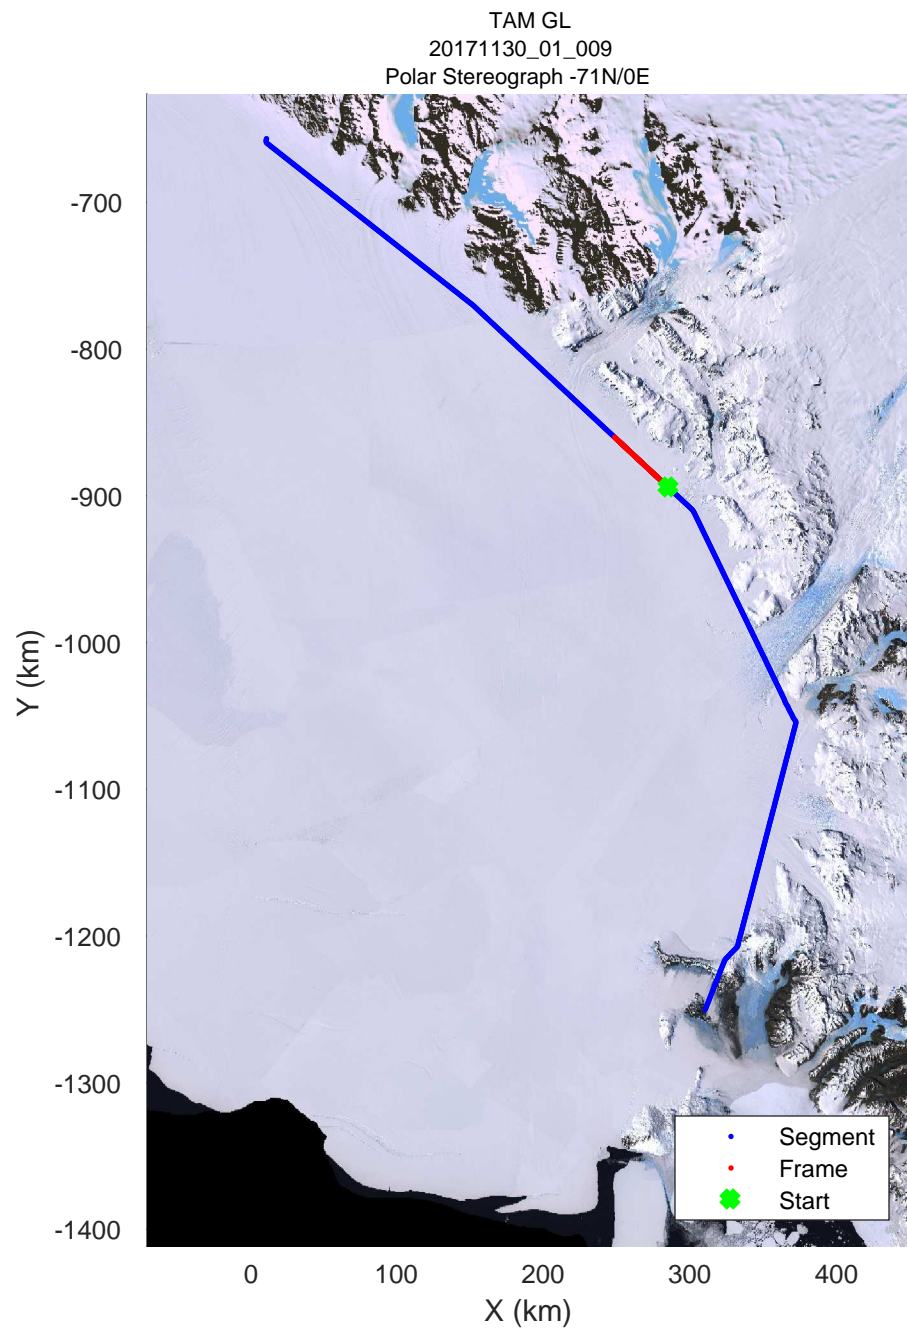 TAM GL
20171130_01_009
Polar Stereograph -71N/0E
-700
-800
-900
-1000
-1100
-1200
-1300
-1400
Y (km)
0 100 200 300 400
X (km)
Segment
Frame
Start